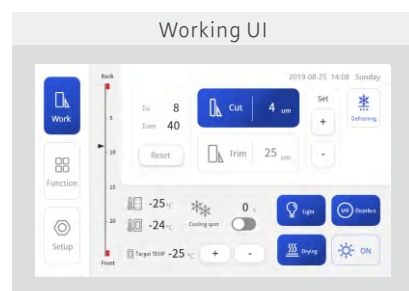 Working UI
Back
2019-08-25 14:08 Sunday
Work
5
Σu 8
Σum 40
Reset
Cut 4 um
Trim 25 um
Set
+
-
Defrosting
10
Function
15
-25 °C
-24 °C
Cooling spot
0 s
Light
UV Disinfect
20
Setup
Target TEMP -25 °C + -
Drying
ON
Front